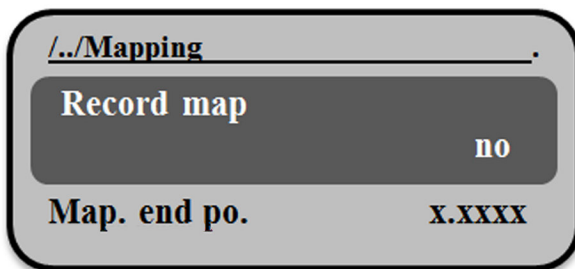 /../Mapping .
Record map
no
Map. end po. x.xxxx